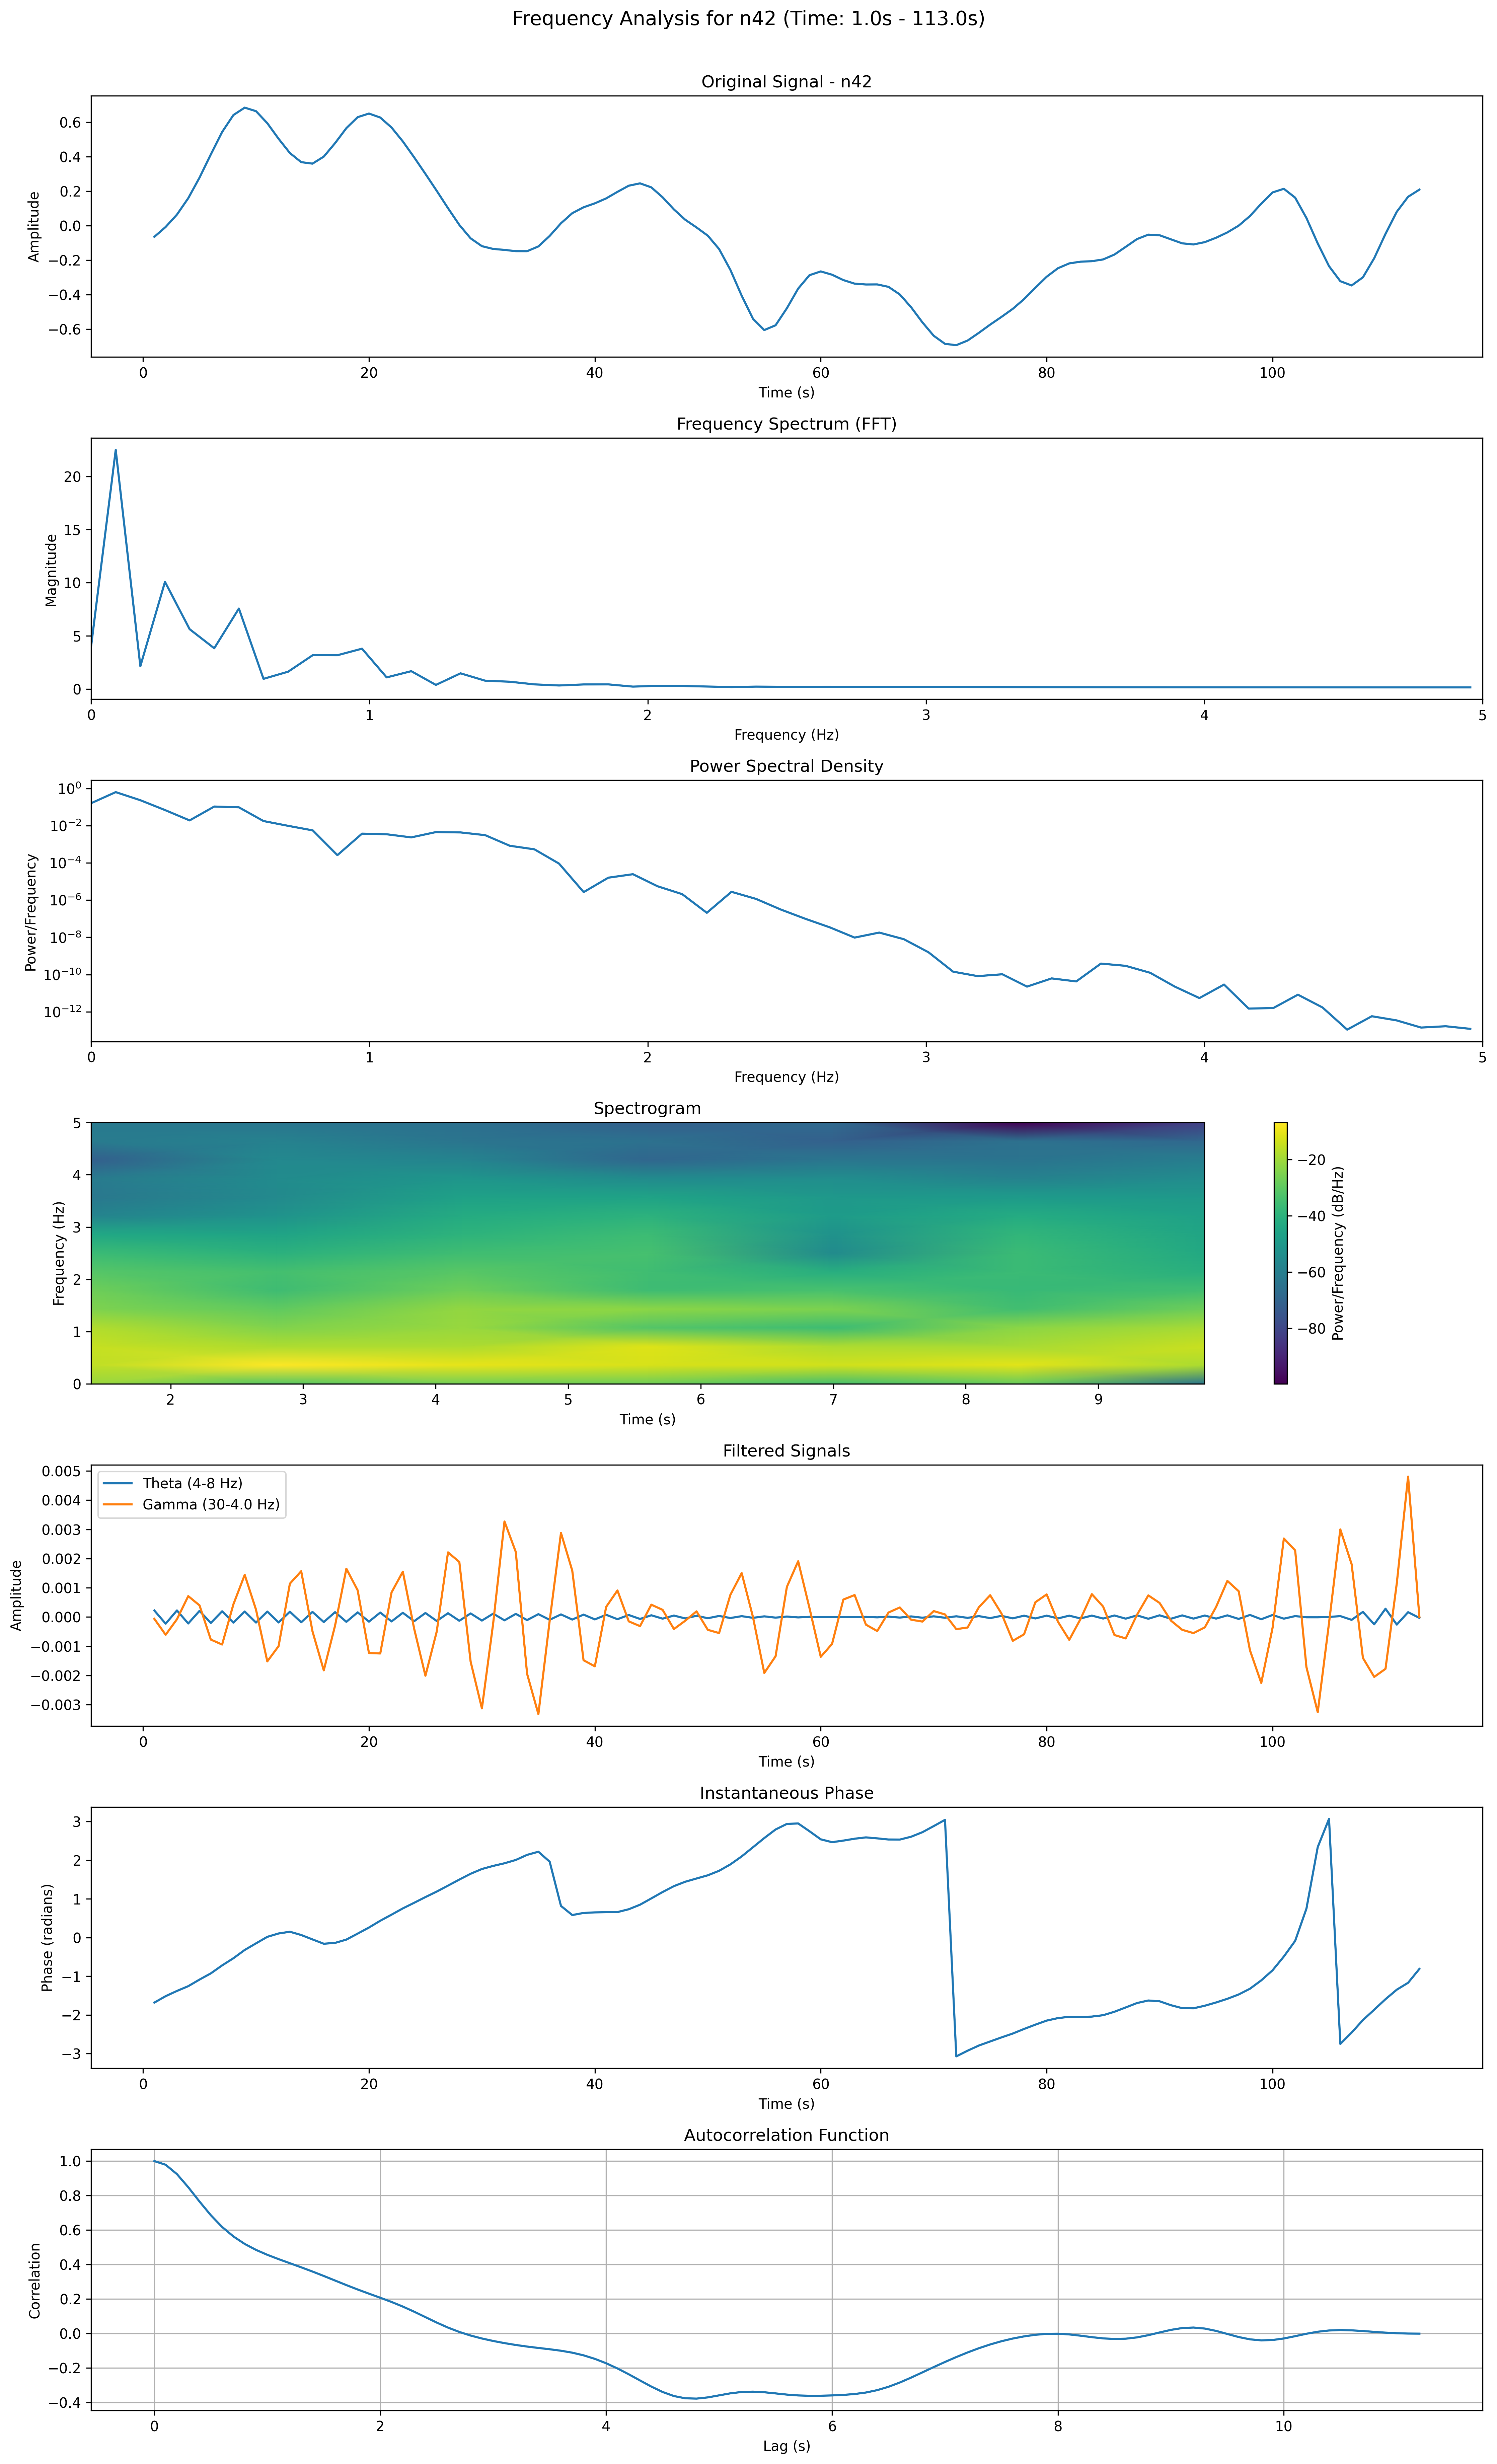 Frequency Analysis for n42 (Time: 1.0s - 113.0s)
Original Signal - n42
Amplitude
0.6
0.4
0.2
0.0
−0.2
−0.4
−0.6
0 20 40 60 80 100
Time (s)
Frequency Spectrum (FFT)
Magnitude
20
15
10
5
0
0 1 2 3 4 5
Frequency (Hz)
Power Spectral Density
Power/Frequency
10⁰
10⁻²
10⁻⁴
10⁻⁶
10⁻⁸
10⁻¹⁰
10⁻¹²
0 1 2 3 4 5
Frequency (Hz)
Spectrogram
Frequency (Hz)
5
4
3
2
1
0
2 3 4 5 6 7 8 9
Time (s)
−20
−40
−60
−80
Power/Frequency (dB/Hz)
Filtered Signals
Theta (4-8 Hz)
Gamma (30-4.0 Hz)
Amplitude
0.005
0.004
0.003
0.002
0.001
0.000
−0.001
−0.002
−0.003
0 20 40 60 80 100
Time (s)
Instantaneous Phase
Phase (radians)
3
2
1
0
−1
−2
−3
0 20 40 60 80 100
Time (s)
Autocorrelation Function
Correlation
1.0
0.8
0.6
0.4
0.2
0.0
−0.2
−0.4
0 2 4 6 8 10
Lag (s)